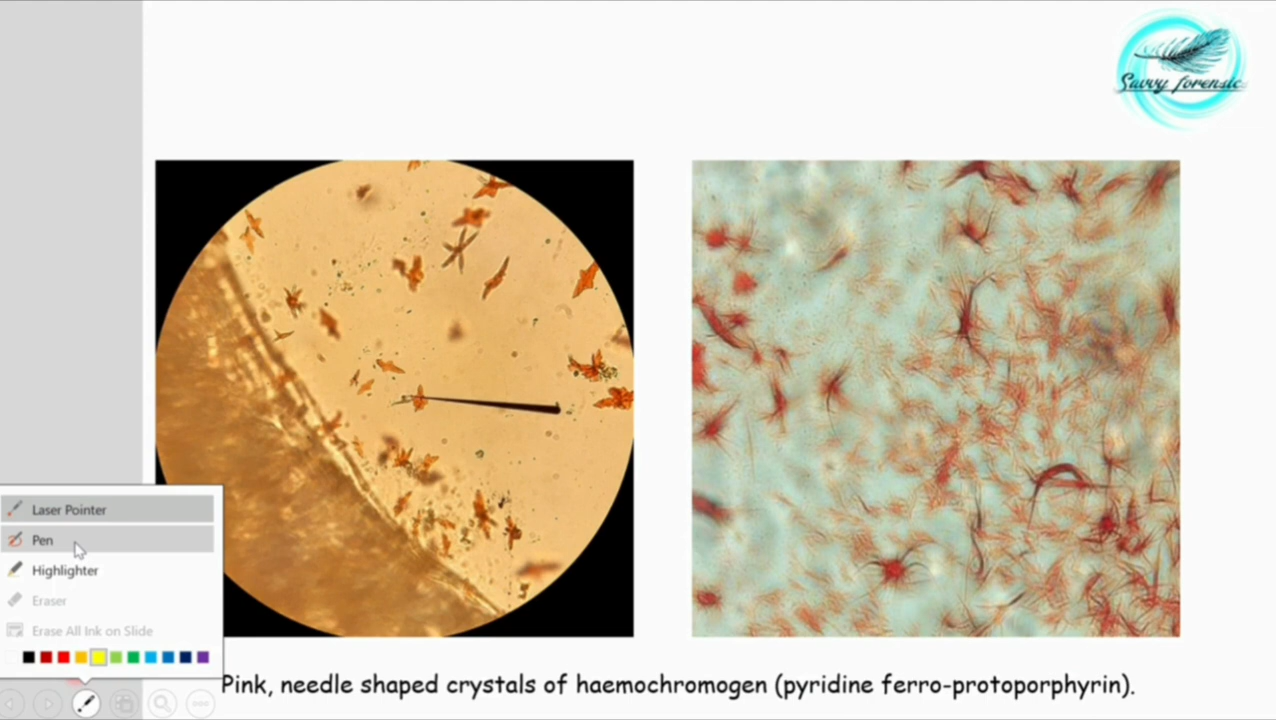 Savvy forensics
Laser Pointer
Pen
Highlighter
Eraser
Erase All Ink on Slide
Pink, needle shaped crystals of haemochromogen (pyridine ferro-protoporphyrin).